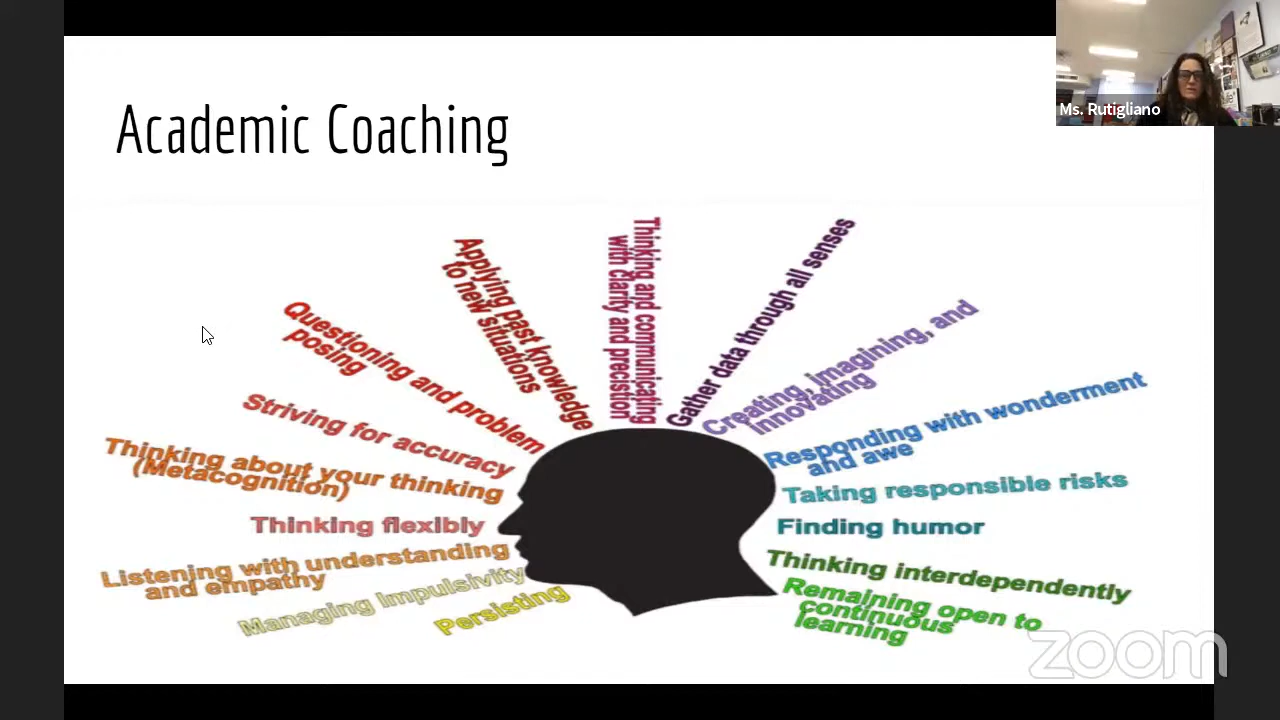 Academic Coaching
Ms. Rutigliano
Persisting
Managing Impulsivity
Listening with understanding
and empathy
Thinking flexibly
Thinking about your thinking
(Metacognition)
Striving for accuracy
Questioning and problem
posing
Applying past knowledge
to new situations
Thinking and communicating
with clarity and precistion
Gather data through all senses
Creating, imagining, and
innovating
Responding with wonderment
and awe
Taking responsible risks
Finding humor
Thinking interdependently
Remaining open to
continuous
learning
zoom